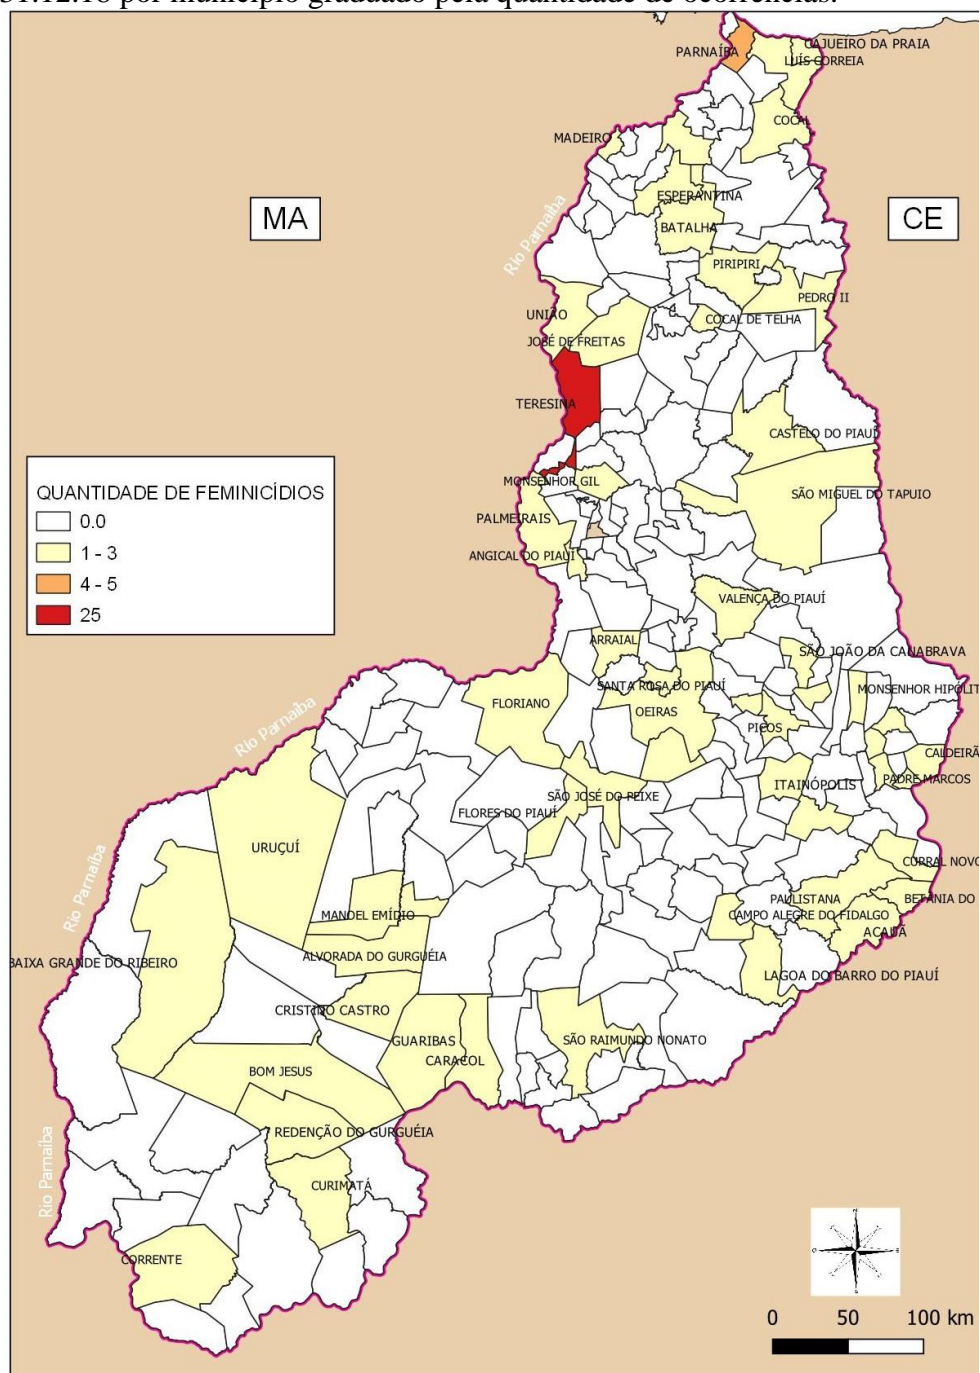 31.12.18 por município graduado pela quantidade de ocorrências.
PARNAÍBA
CAJUEIRO DA PRAIA
LUÍS CORREIA
COCAL
MADEIRO
MA
CE
ESPERANTINA
BATALHA
Rio Parnaíba
PIRIPIRI
PEDRO II
UNIÃO
COCAL DE TELHA
JOSÉ DE FREITAS
TERESINA
CASTELO DO PIAUÍ
QUANTIDADE DE FEMINICÍDIOS
0.0
1 - 3
4 - 5
25
MONSENHOR GIL
SÃO MIGUEL DO TAPUIO
PALMEIRAIS
ANGICAL DO PIAUÍ
VALENÇA DO PIAUÍ
ARRAIAL
SÃO JOÃO DA CANABRAVA
SANTA ROSA DO PIAUÍ
MONSENHOR HIPÓLIT
FLORIANO
OEIRAS
Rio Parnaíba
PICOS
CALDEIRÃ
PADRE MARCOS
ITAINÓPOLIS
SÃO JOSÉ DO PEIXE
FLORES DO PIAUÍ
URUÇUÍ
CURRAL NOVO
Rio Parnaíba
PAULISTANA
BETÂNIA DO
MANOEL EMÍDIO
CAMPO ALEGRE DO FIDALGO
ACAUÃ
ALVORADA DO GURGUÉIA
BAIXA GRANDE DO RIBEIRO
LAGOA DO BARRO DO PIAUÍ
CRISTINO CASTRO
GUARIBAS
SÃO RAIMUNDO NONATO
CARACOL
BOM JESUS
REDENÇÃO DO GURGUÉIA
Rio Parnaíba
CURIMATÁ
CORRENTE
0 50 100 km